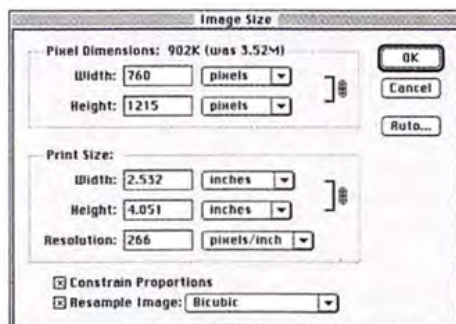 Image Size
Pixel Dimensions: 902K (was 3.52M)
OK
Width: 760 pixels
Cancel
Height: 1215 pixels
Auto...
Print Size:
Width: 2.532 inches
Height: 4.051 inches
Resolution: 266 pixels/inch
Constrain Proportions
Resample Image: Bicubic